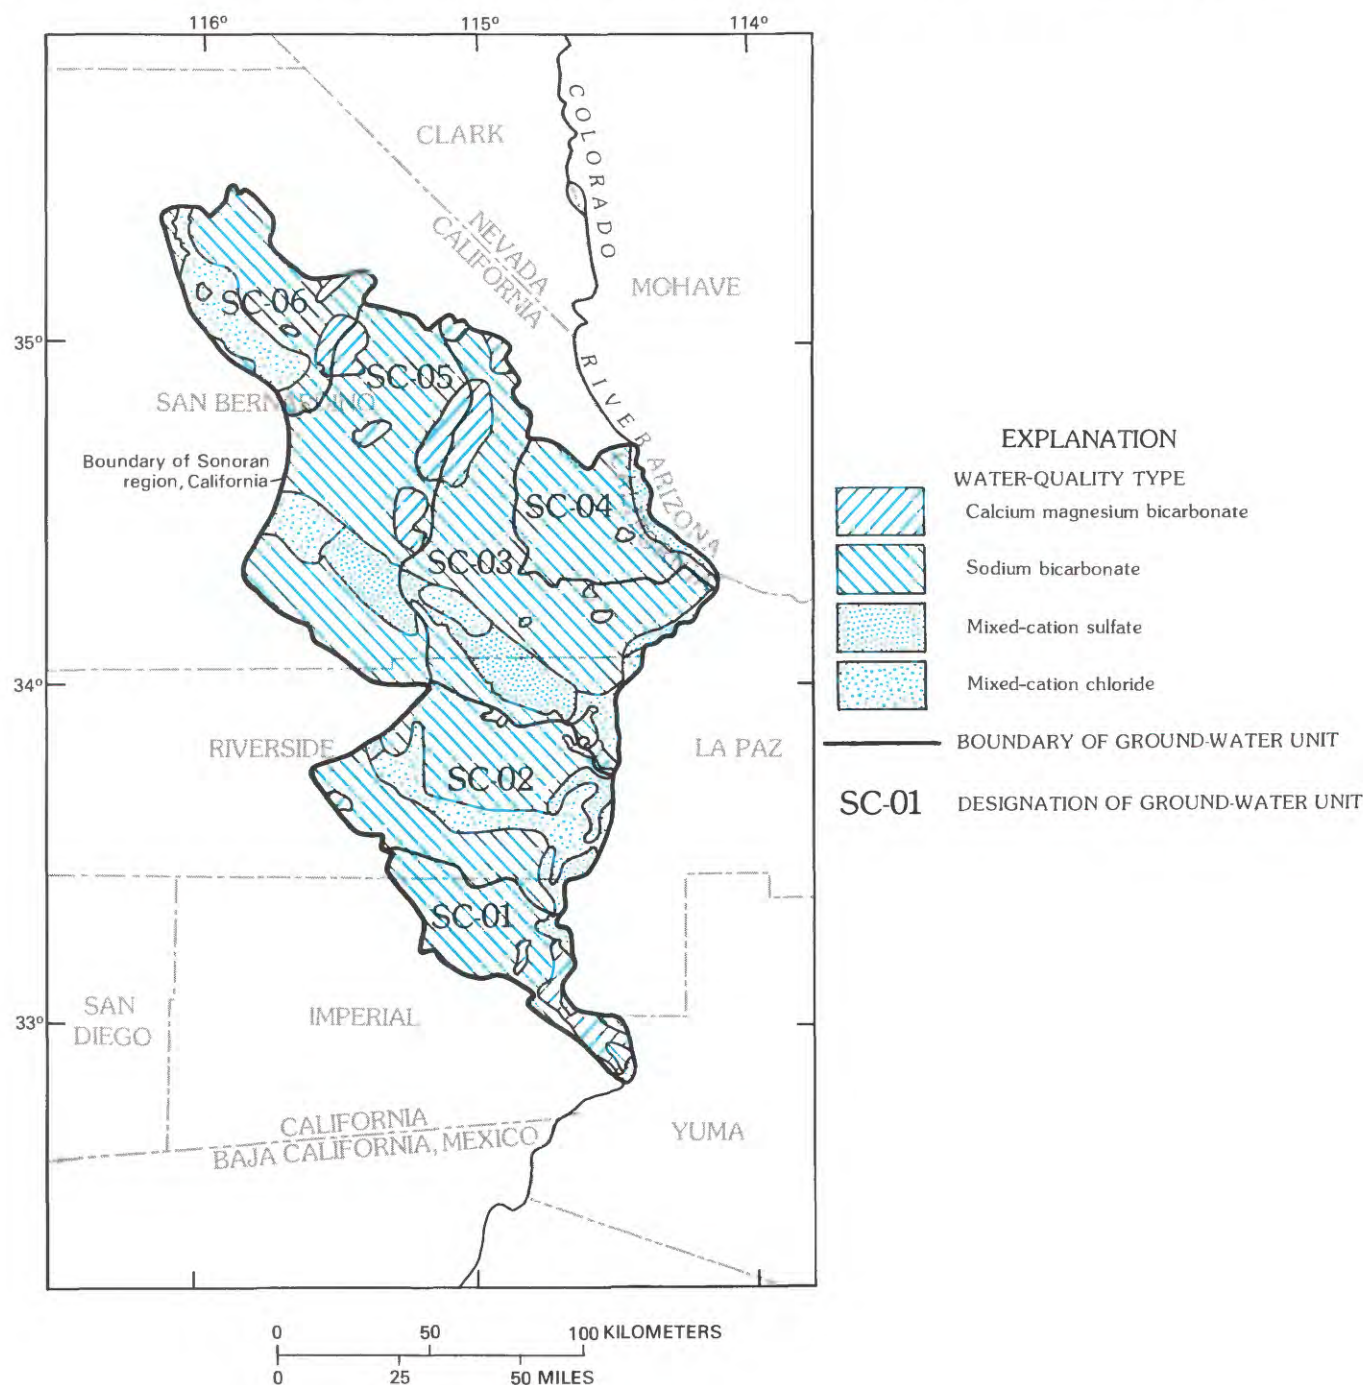 116° 115° 114°
COLORADO
CLARK
NEVADA
CALIFORNIA
MOHAVE
SC-06
35°
RIVER
SC-05
SAN BERNARDINO
Boundary of Sonoran
region, California
ARIZONA
SC-04
SC-03
34°
RIVERSIDE
LA PAZ
SC-02
SC-01
SAN
DIEGO
IMPERIAL
33°
CALIFORNIA
BAJA CALIFORNIA, MEXICO
YUMA
0 50 100 KILOMETERS
0 25 50 MILES
EXPLANATION
WATER-QUALITY TYPE
Calcium magnesium bicarbonate
Sodium bicarbonate
Mixed-cation sulfate
Mixed-cation chloride
BOUNDARY OF GROUND-WATER UNIT
SC-01 DESIGNATION OF GROUND-WATER UNIT